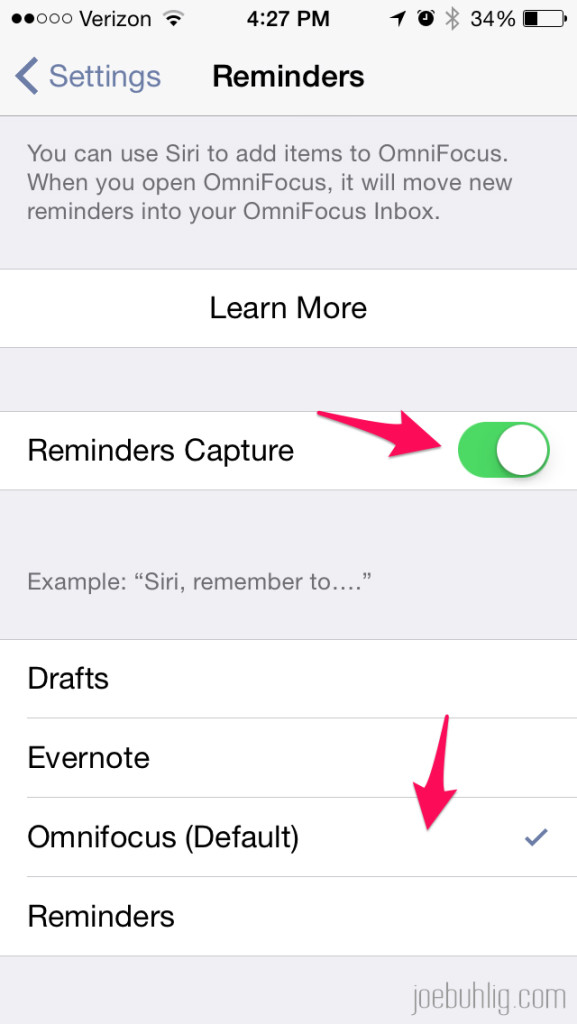 Verizon 4:27 PM 34%
Settings Reminders
You can use Siri to add items to OmniFocus.
When you open OmniFocus, it will move new
reminders into your OmniFocus Inbox.
Learn More
Reminders Capture
Example: “Siri, remember to....”
Drafts
Evernote
Omnifocus (Default)
Reminders
joebuhlig.com